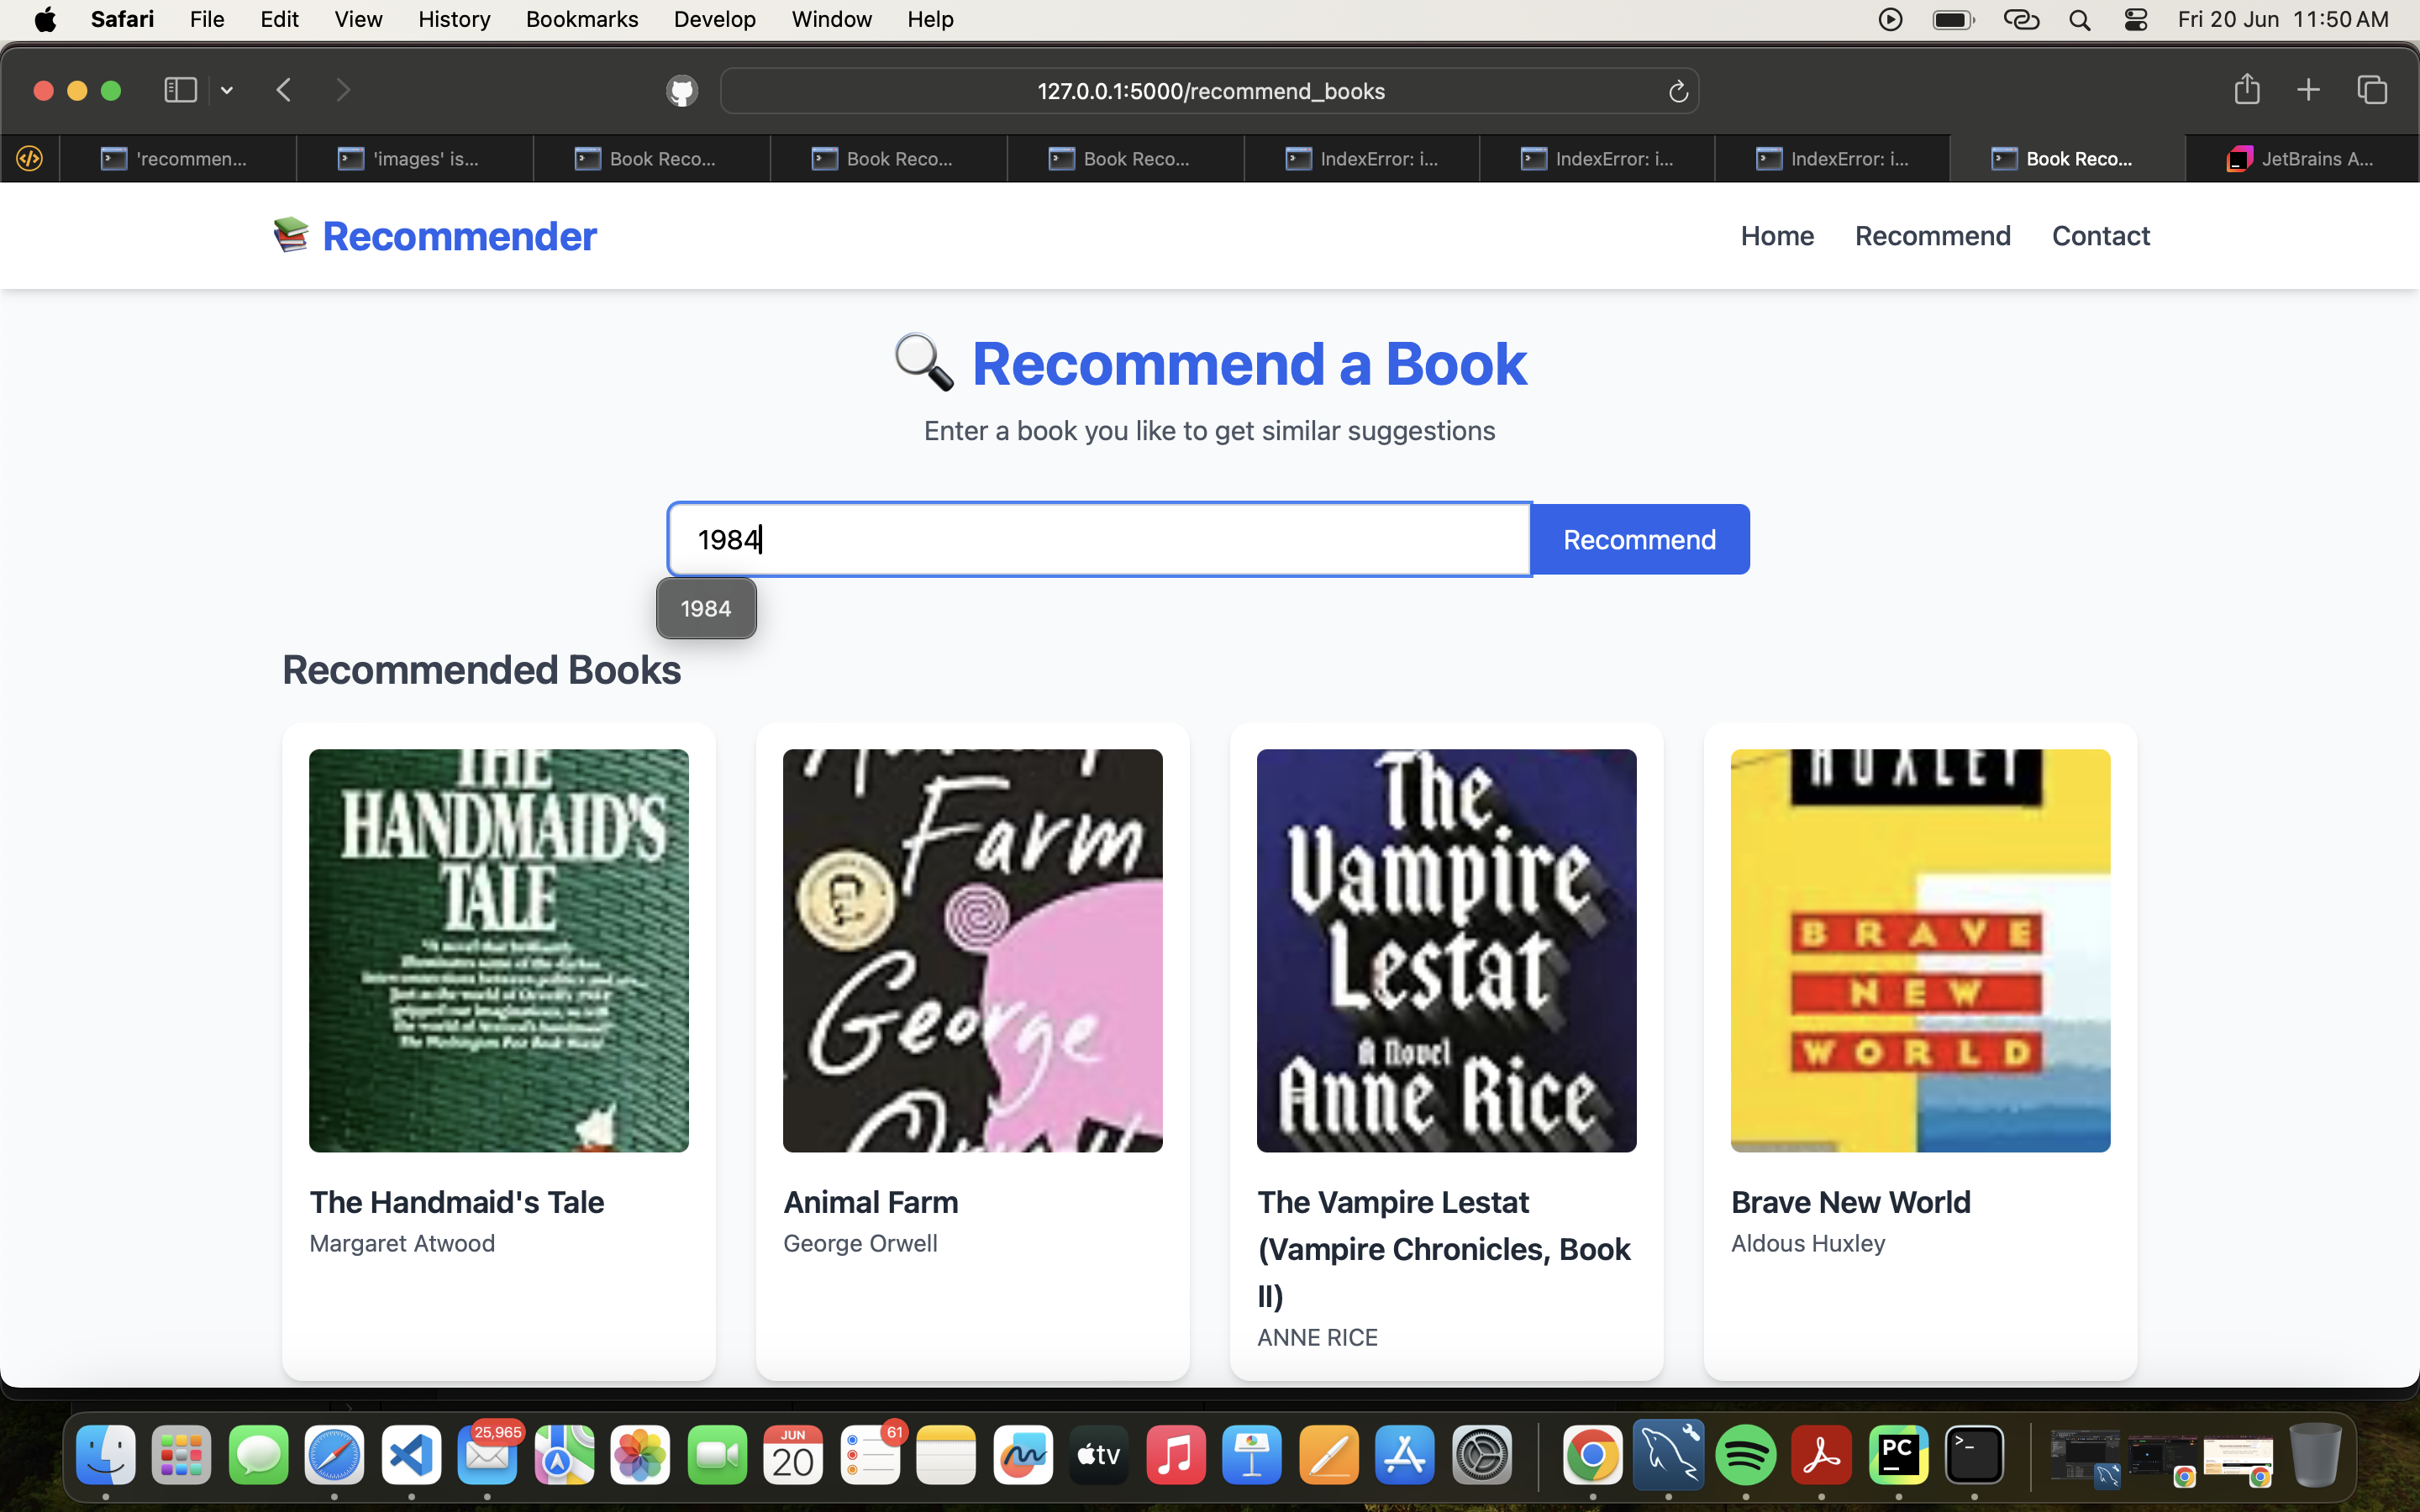 Safari File Edit View History Bookmarks Develop Window Help Fri 20 Jun 11:50 AM
127.0.0.1:5000/recommend_books
'recommen... 'images' is... Book Reco... Book Reco... Book Reco... IndexError: i... IndexError: i... IndexError: i... Book Reco... JetBrains A...
Recommender Home Recommend Contact
Recommend a Book
Enter a book you like to get similar suggestions
1984 Recommend
1984
Recommended Books
THE
HANDMAID'S
TALE
Farm
George
Orwell
The
Vampire
Lestat
A Novel
Anne Rice
HUXLEY
BRAVE
NEW
WORLD
The Handmaid's Tale
Margaret Atwood
Animal Farm
George Orwell
The Vampire Lestat
(Vampire Chronicles, Book
II)
ANNE RICE
Brave New World
Aldous Huxley
25,965
JUN
20
61
tv
PC
>_